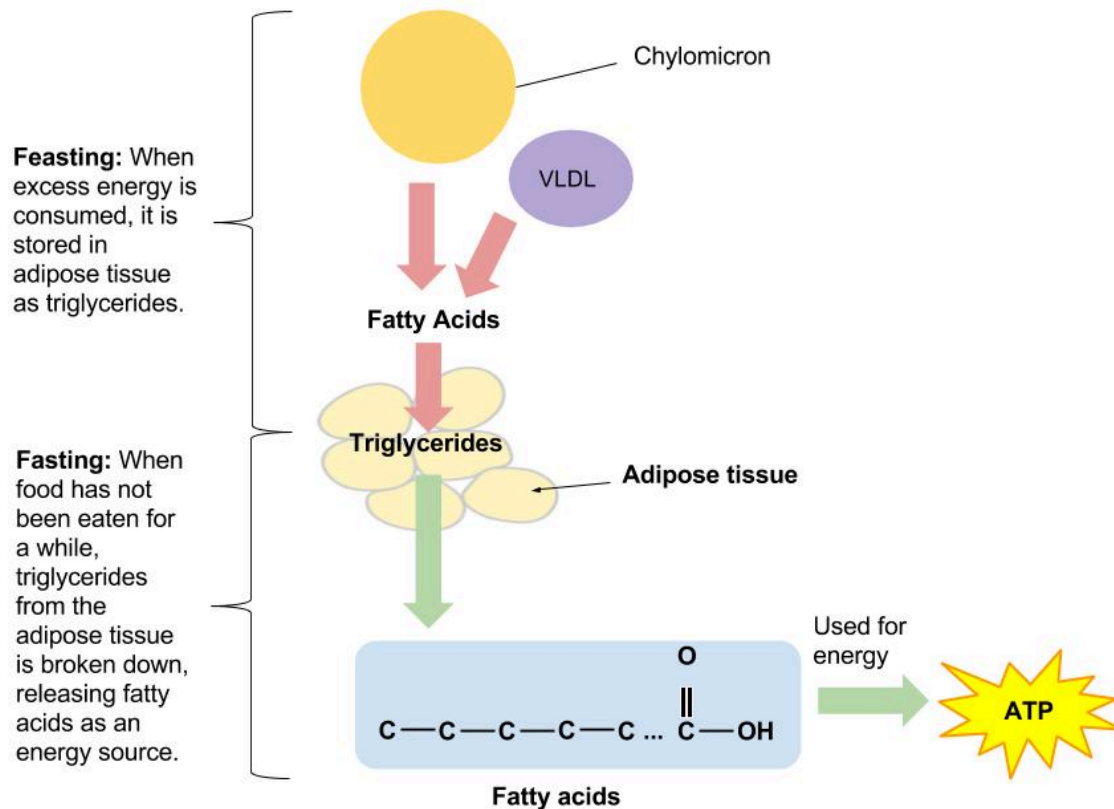 Chylomicron
VLDL
Feasting: When
excess energy is
consumed, it is
stored in
adipose tissue
as triglycerides.
Fatty Acids
Triglycerides
Adipose tissue
Fasting: When
food has not
been eaten for
a while,
triglycerides
from the
adipose tissue
is broken down,
releasing fatty
acids as an
energy source.
O
C — C — C — C — C ... C — OH
Fatty acids
Used for
energy
ATP